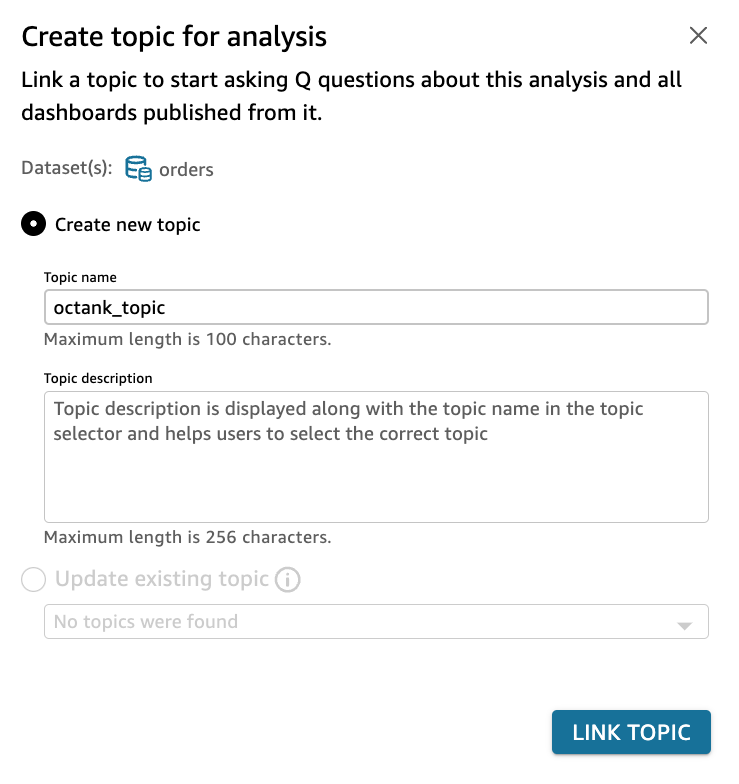 Create topic for analysis
Link a topic to start asking Q questions about this analysis and all
dashboards published from it.
Dataset(s): orders
Create new topic
Topic name
octank_topic
Maximum length is 100 characters.
Topic description
Topic description is displayed along with the topic name in the topic
selector and helps users to select the correct topic
Maximum length is 256 characters.
Update existing topic
No topics were found
LINK TOPIC